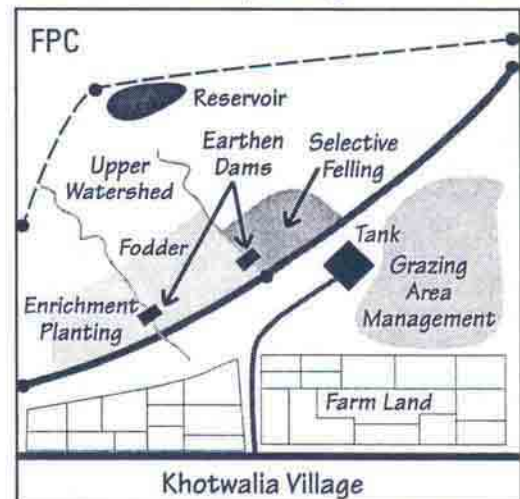 FPC
Reservoir
Earthen
Dams
Selective
Felling
Upper
Watershed
Fodder
Tank
Enrichment
Planting
Grazing
Area
Management
Farm Land
Khotwalia Village